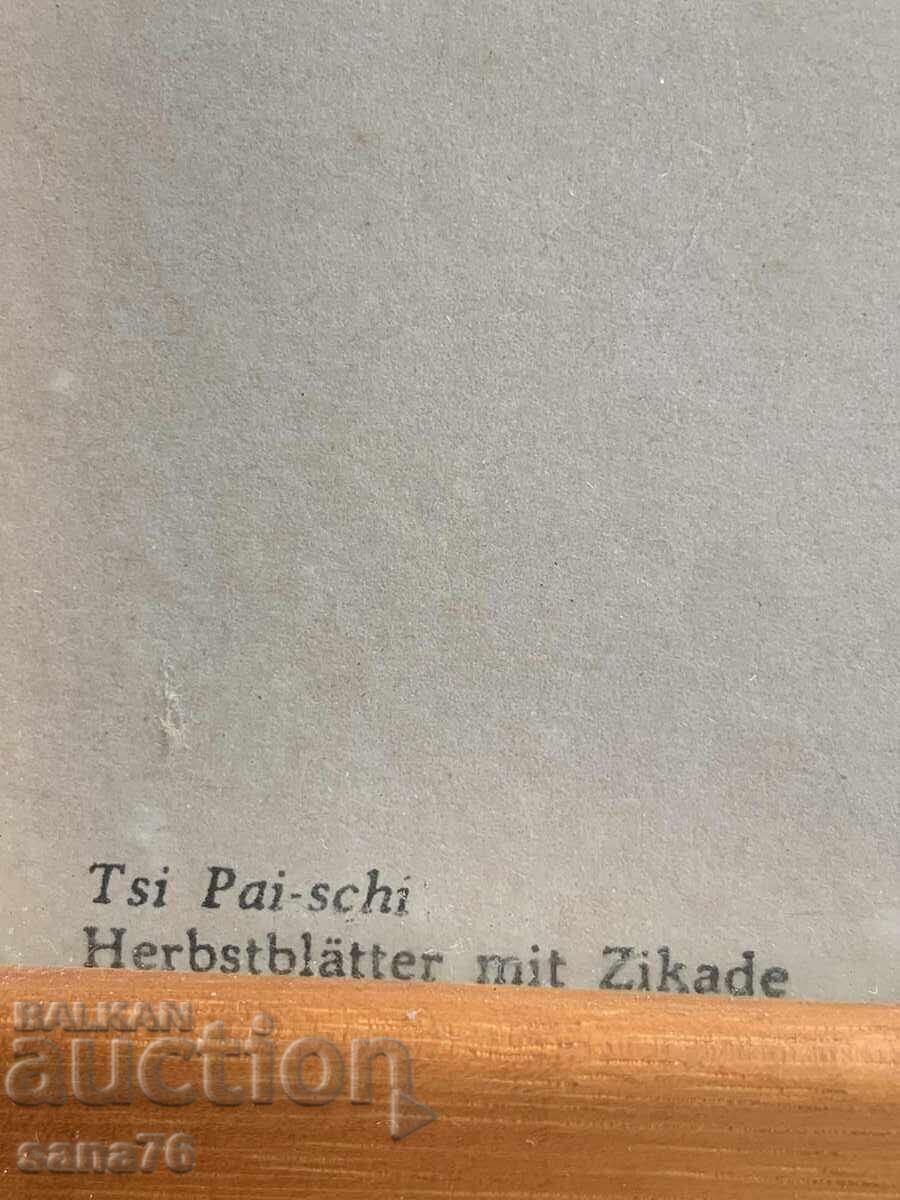 Tsi Pai-schi
Herbstblätter mit Zikade
BALKAN
auction
sana76